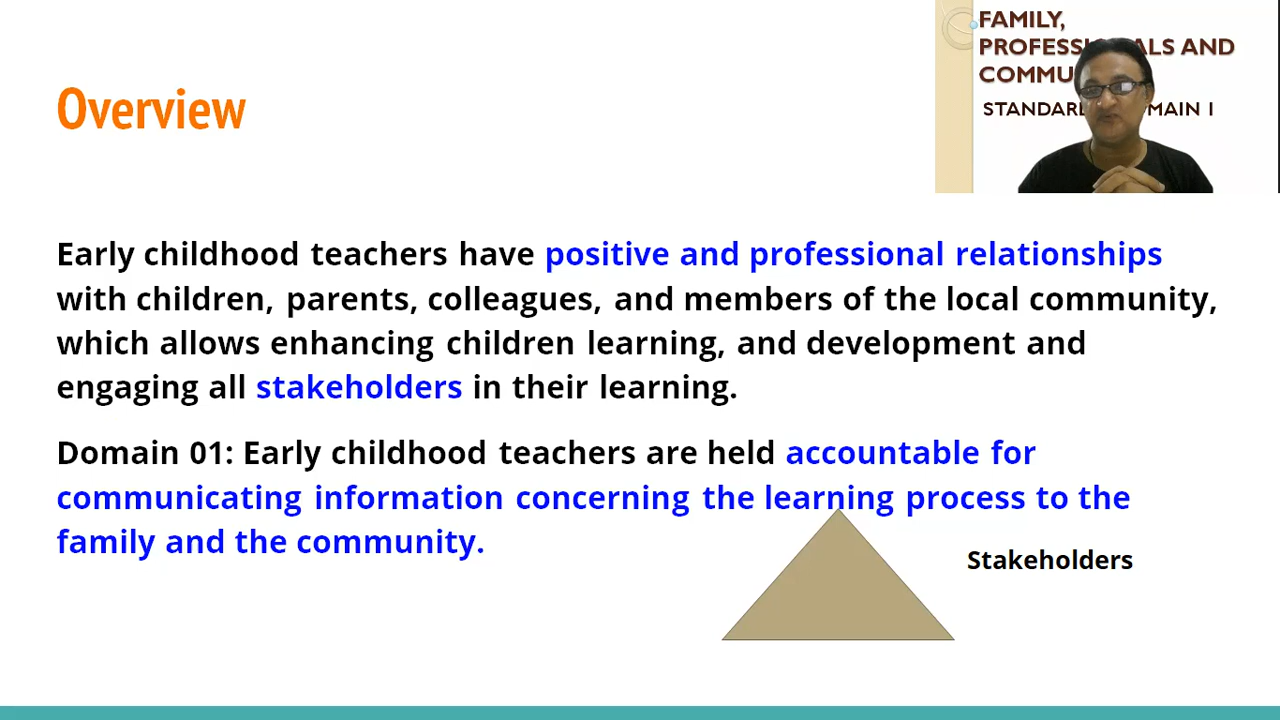 Overview
FAMILY,
AND
STANDARD
Early childhood teachers have positive and professional relationships
with children, parents, colleagues, and members of the local community,
which allows enhancing children learning, and development and
engaging all stakeholders in their learning.
Domain 01: Early childhood teachers are held accountable for
communicating information concerning the learning process to the
family and the community.
Stakeholders